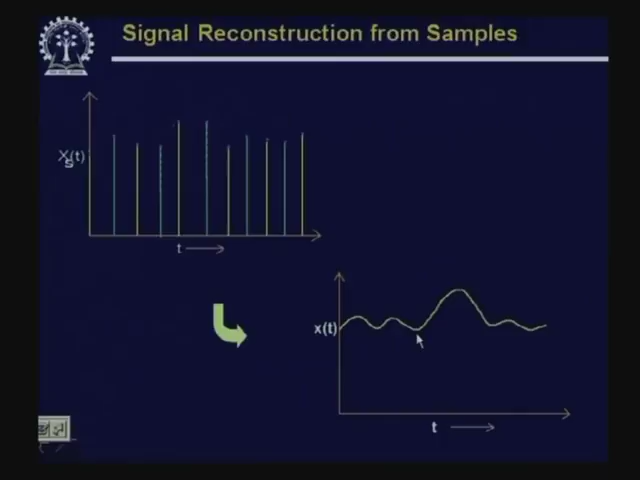 Signal Reconstruction from Samples
Xs(t)
t
x(t)
t